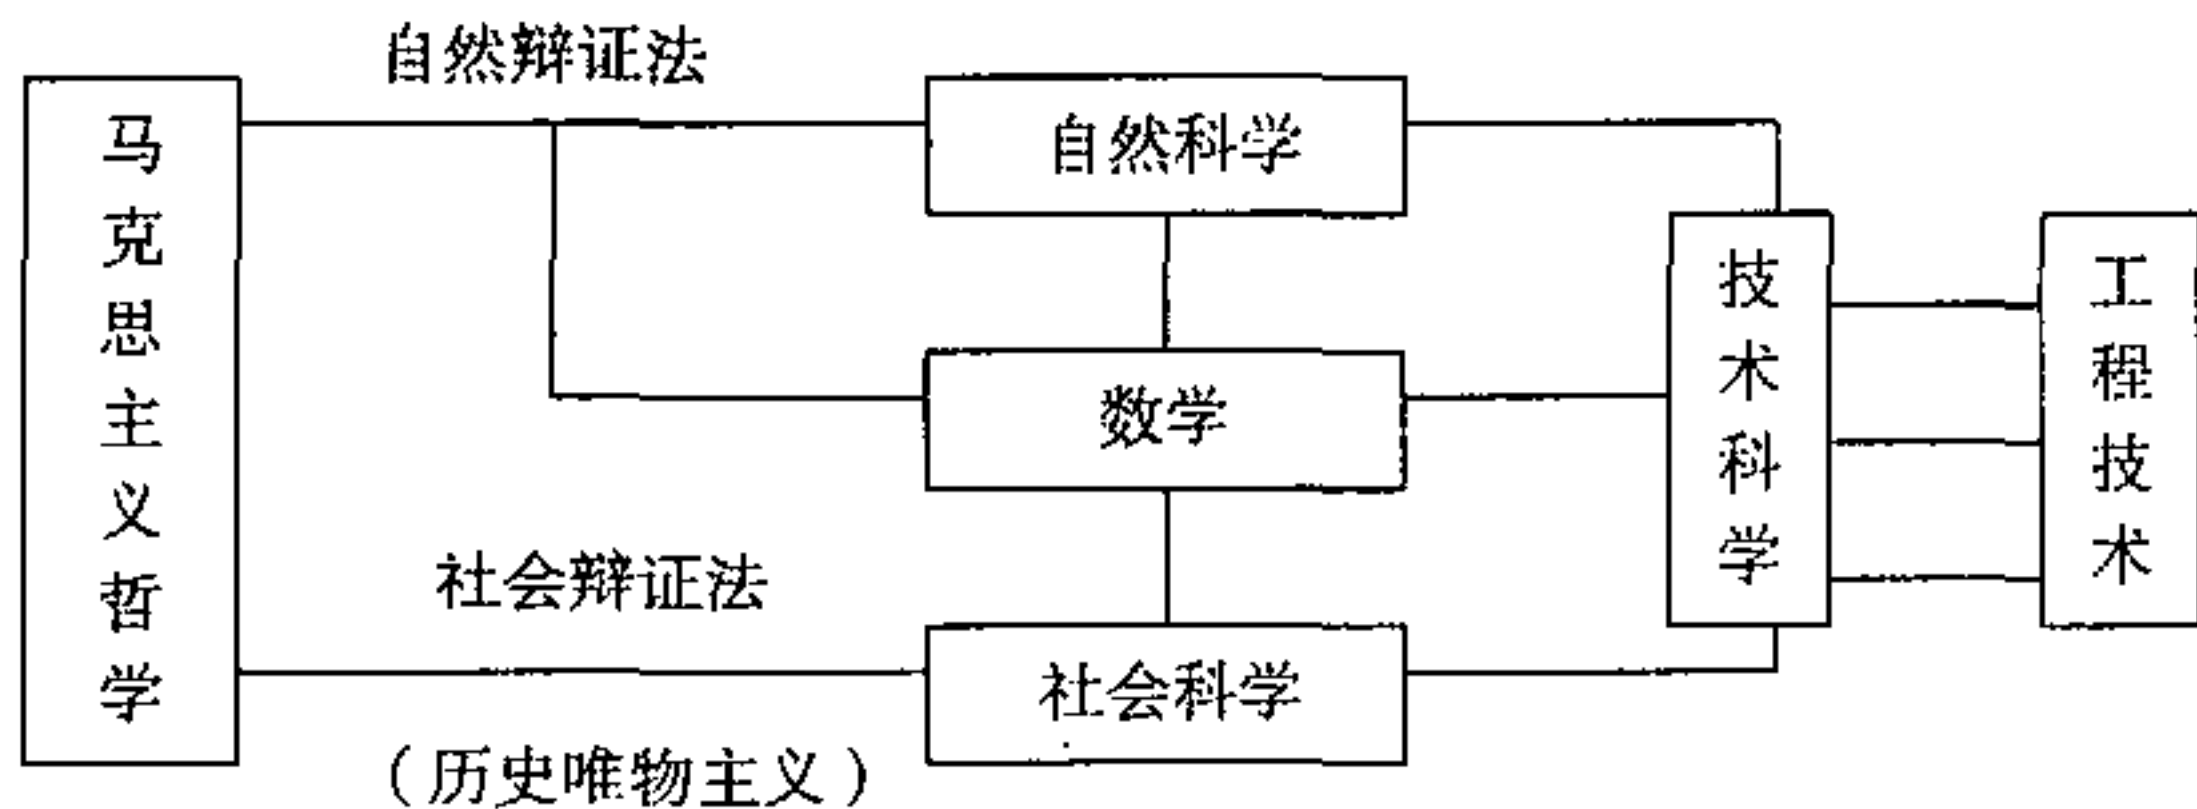 自然辩证法
马克思主义哲学
自然科学
数学
社会辩证法
社会科学
(历史唯物主义)
技术科学
工程技术